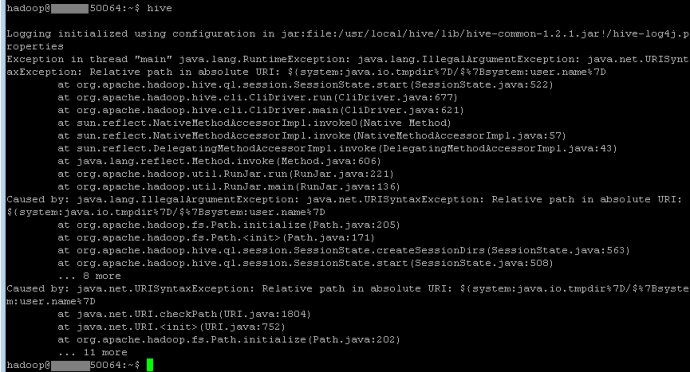 hadoop@ 50064:~$ hive
Logging initialized using configuration in jar:file:/usr/local/hive/lib/hive-common-1.2.1.jar!/hive-log4j.p
roperties
Exception in thread "main" java.lang.RuntimeException: java.lang.IllegalArgumentException: java.net.URISynt
axException: Relative path in absolute URI: $(system:java.io.tmpdir%7D/$%7Bsystem:user.name%7D
at org.apache.hadoop.hive.ql.session.SessionState.start(SessionState.java:522)
at org.apache.hadoop.hive.cli.CliDriver.run(CliDriver.java:677)
at org.apache.hadoop.hive.cli.CliDriver.main(CliDriver.java:621)
at sun.reflect.NativeMethodAccessorImpl.invoke0(Native Method)
at sun.reflect.NativeMethodAccessorImpl.invoke(NativeMethodAccessorImpl.java:57)
at sun.reflect.DelegatingMethodAccessorImpl.invoke(DelegatingMethodAccessorImpl.java:43)
at java.lang.reflect.Method.invoke(Method.java:606)
at org.apache.hadoop.util.RunJar.run(RunJar.java:221)
at org.apache.hadoop.util.RunJar.main(RunJar.java:136)
Caused by: java.lang.IllegalArgumentException: java.net.URISyntaxException: Relative path in absolute URI:
$(system:java.io.tmpdir%7D/$%7Bsystem:user.name%7D
at org.apache.hadoop.fs.Path.initialize(Path.java:205)
at org.apache.hadoop.fs.Path.<init>(Path.java:171)
at org.apache.hadoop.hive.ql.session.SessionState.createSessionDirs(SessionState.java:563)
at org.apache.hadoop.hive.ql.session.SessionState.start(SessionState.java:508)
... 8 more
Caused by: java.net.URISyntaxException: Relative path in absolute URI: $(system:java.io.tmpdir%7D/$%7Bsyste
m:user.name%7D
at java.net.URI.checkPath(URI.java:1804)
at java.net.URI.<init>(URI.java:752)
at org.apache.hadoop.fs.Path.initialize(Path.java:202)
... 11 more
hadoop@ 50064:~$